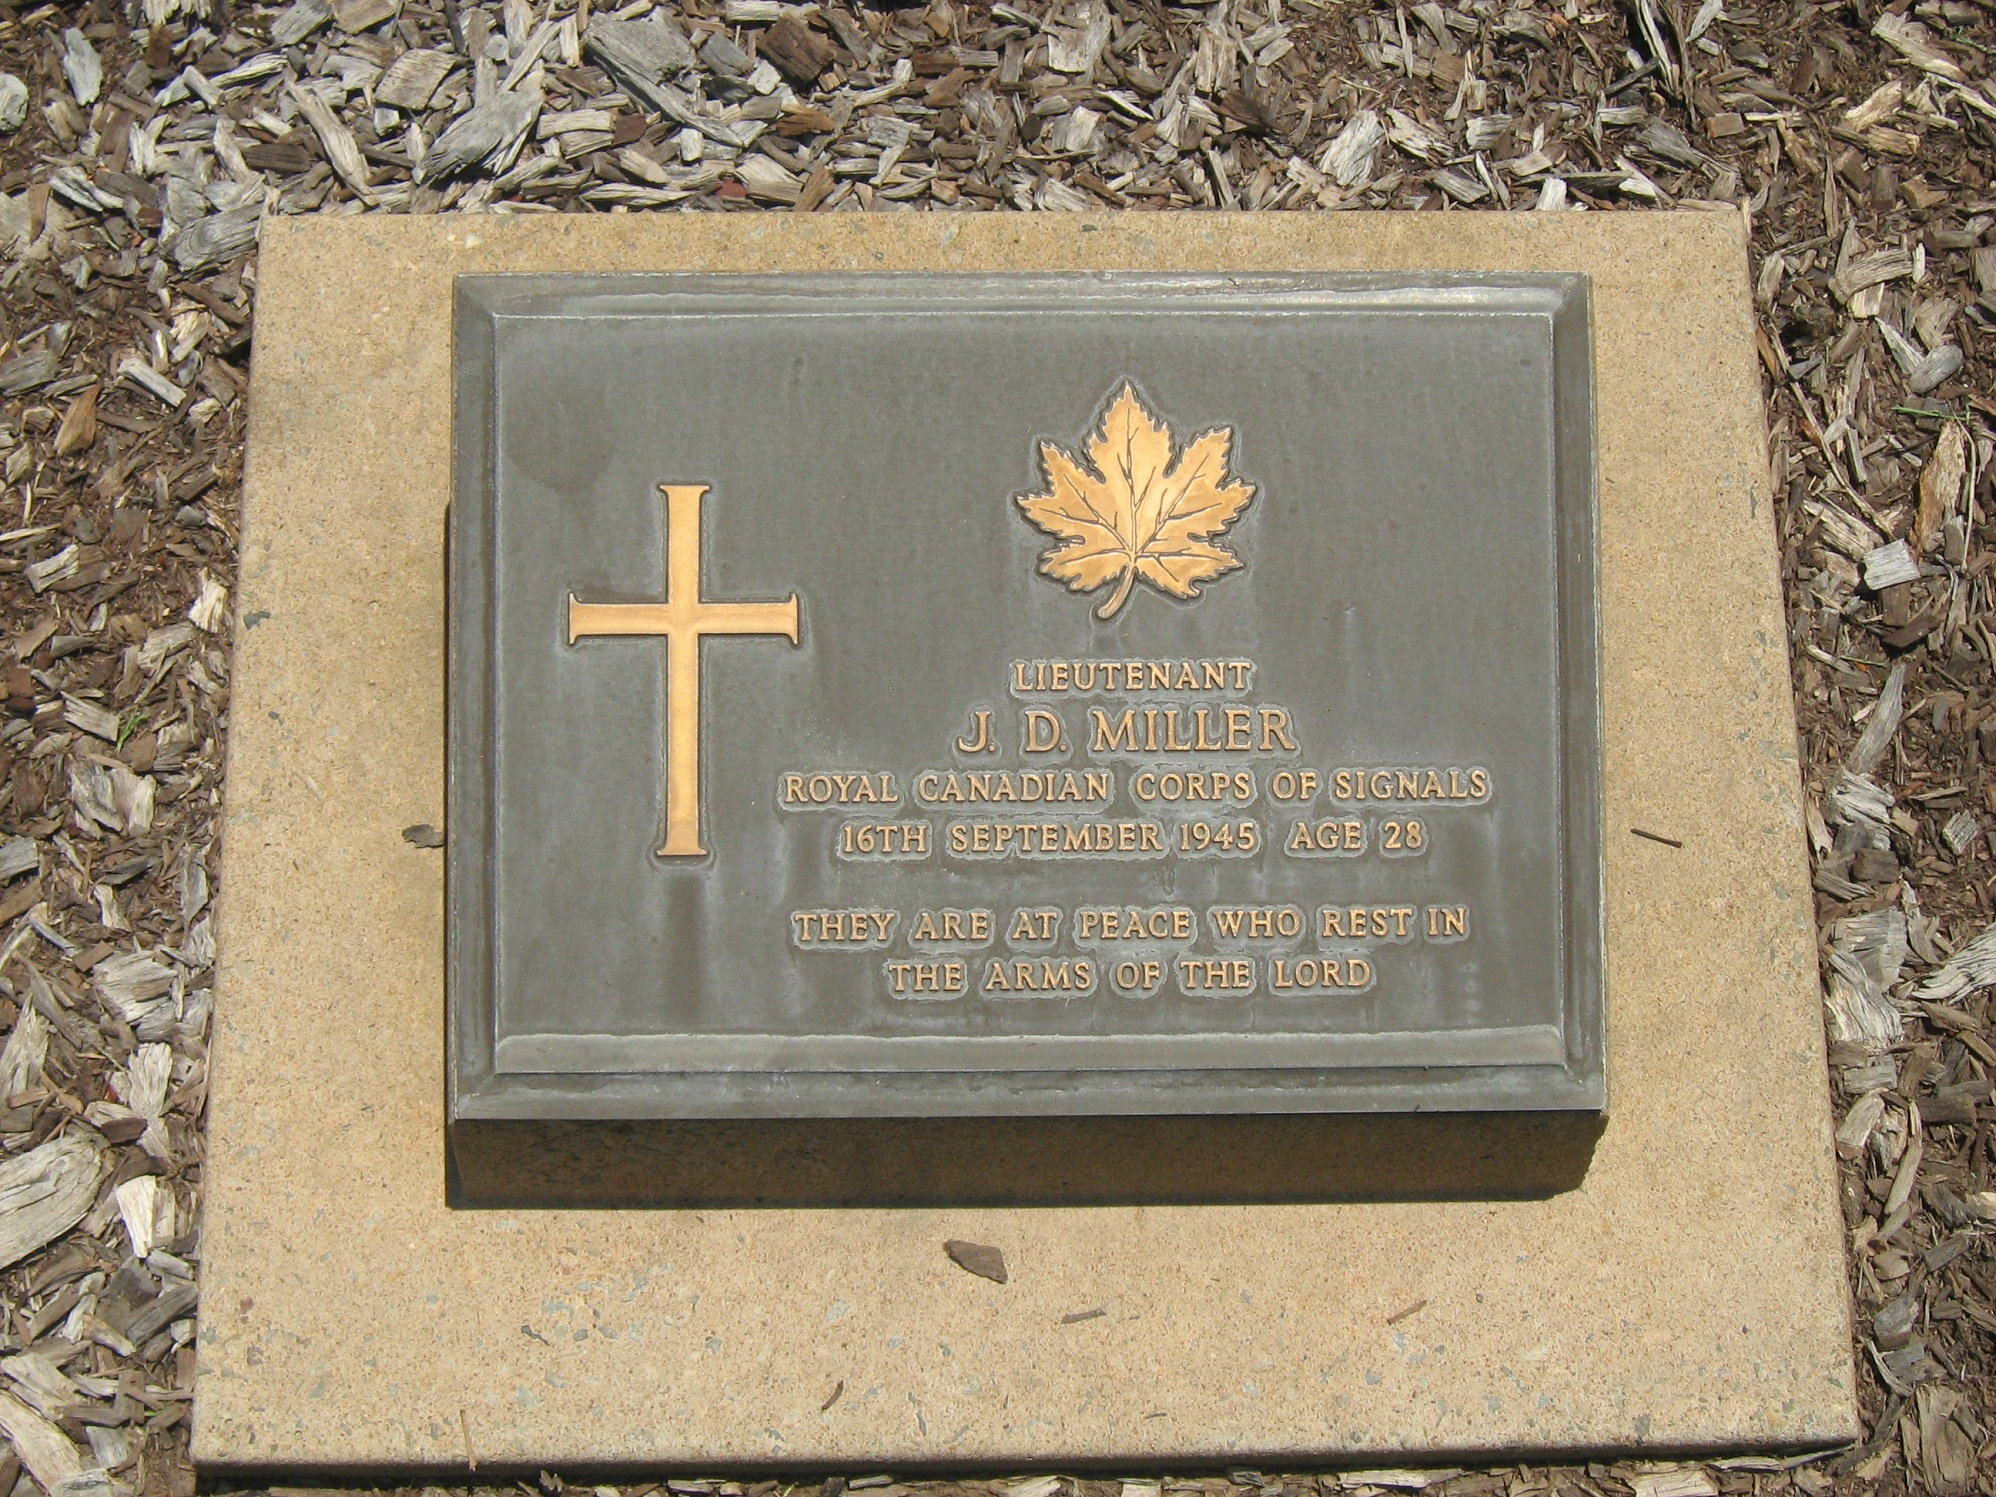 LIEUTENANT
J. D. MILLER
ROYAL CANADIAN CORPS OF SIGNALS
16TH SEPTEMBER 1945 AGE 28
THEY ARE AT PEACE WHO REST IN
THE ARMS OF THE LORD